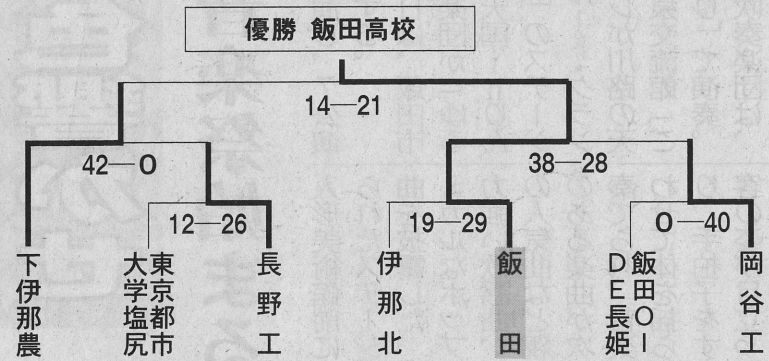 優勝 飯田高校
14―21
42―0
38―28
12―26
19―29
0―40
下伊那農
東京都市
大学塩尻
長野工
伊那北
飯田
飯田OI
DE長姫
岡谷工